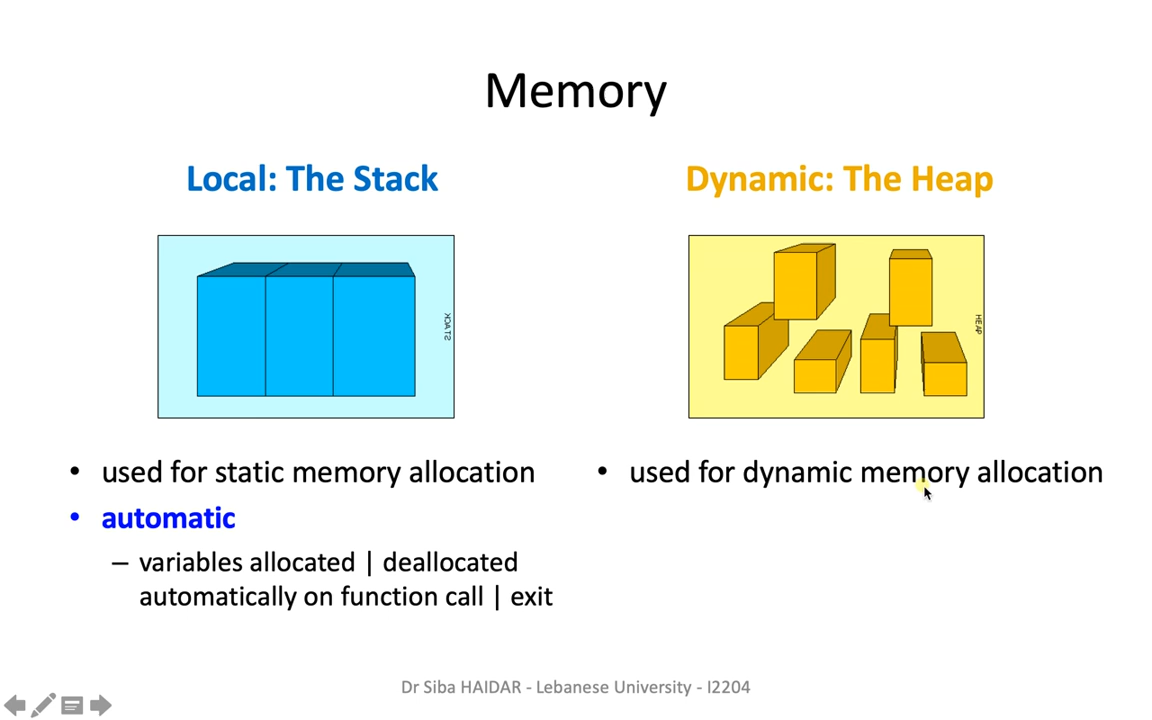 Memory
Local: The Stack
STACK
• used for static memory allocation
• automatic
– variables allocated | deallocated
automatically on function call | exit
Dynamic: The Heap
HEAP
• used for dynamic memory allocation
Dr Siba HAIDAR - Lebanese University - I2204